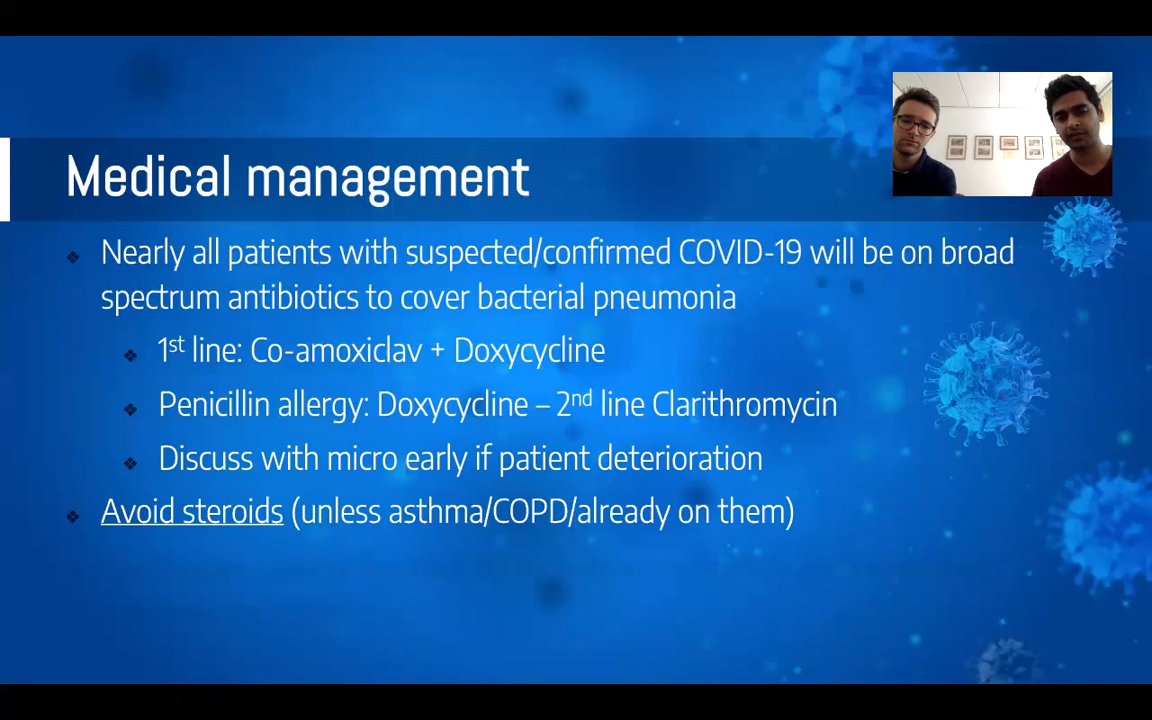 Medical management
Nearly all patients with suspected/confirmed COVID-19 will be on broad
spectrum antibiotics to cover bacterial pneumonia
1st line: Co-amoxiclav + Doxycycline
Penicillin allergy: Doxycycline – 2nd line Clarithromycin
Discuss with micro early if patient deterioration
Avoid steroids (unless asthma/COPD/already on them)